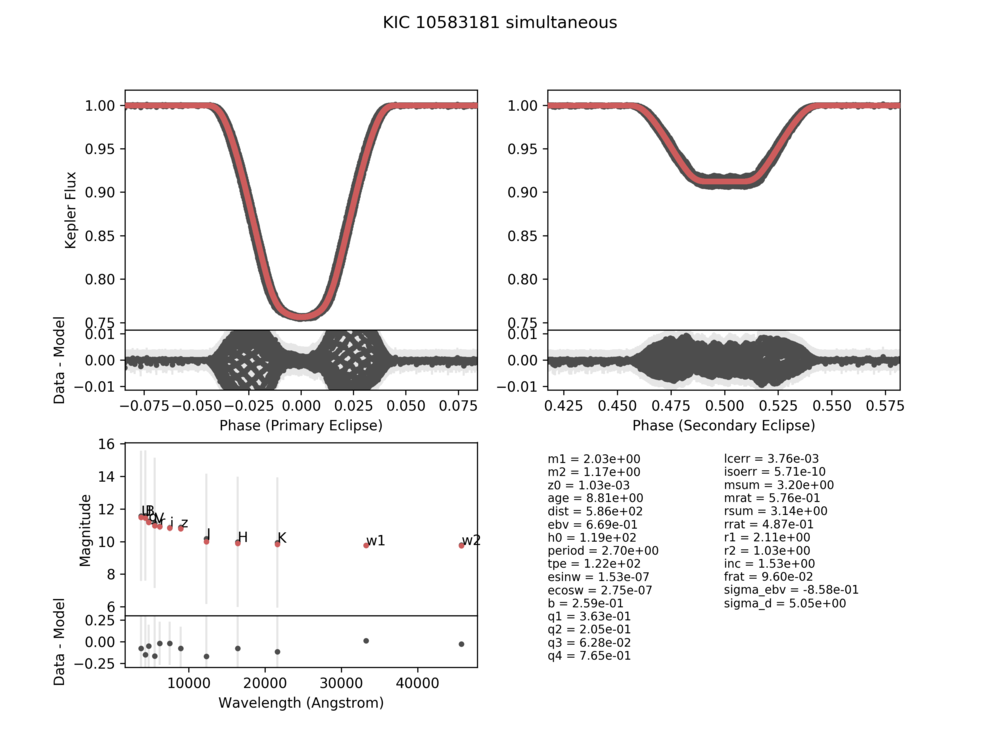 KIC 10583181 simultaneous
Kepler Flux
1.00
0.95
0.90
0.85
0.80
0.75
1.00
0.95
0.90
0.85
0.80
0.75
Data - Model
0.01
0.00
−0.01
0.01
0.00
−0.01
−0.075 −0.050 −0.025 0.000 0.025 0.050 0.075
Phase (Primary Eclipse)
0.425 0.450 0.475 0.500 0.525 0.550 0.575
Phase (Secondary Eclipse)
Magnitude
16
14
12
10
8
6
B
V
r
i
z
J
H
K
w1
w2
Data - Model
0.25
0.00
−0.25
10000 20000 30000 40000
Wavelength (Angstrom)
m1 = 2.03e+00
m2 = 1.17e+00
z0 = 1.03e-03
age = 8.81e+00
dist = 5.86e+02
ebv = 6.69e-01
h0 = 1.19e+02
period = 2.70e+00
tpe = 1.22e+02
esinw = 1.53e-07
ecosw = 2.75e-07
b = 2.59e-01
q1 = 3.63e-01
q2 = 2.05e-01
q3 = 6.28e-02
q4 = 7.65e-01
lcerr = 3.76e-03
isoerr = 5.71e-10
msum = 3.20e+00
mrat = 5.76e-01
rsum = 3.14e+00
rrat = 4.87e-01
r1 = 2.11e+00
r2 = 1.03e+00
inc = 1.53e+00
frat = 9.60e-02
sigma_ebv = -8.58e-01
sigma_d = 5.05e+00